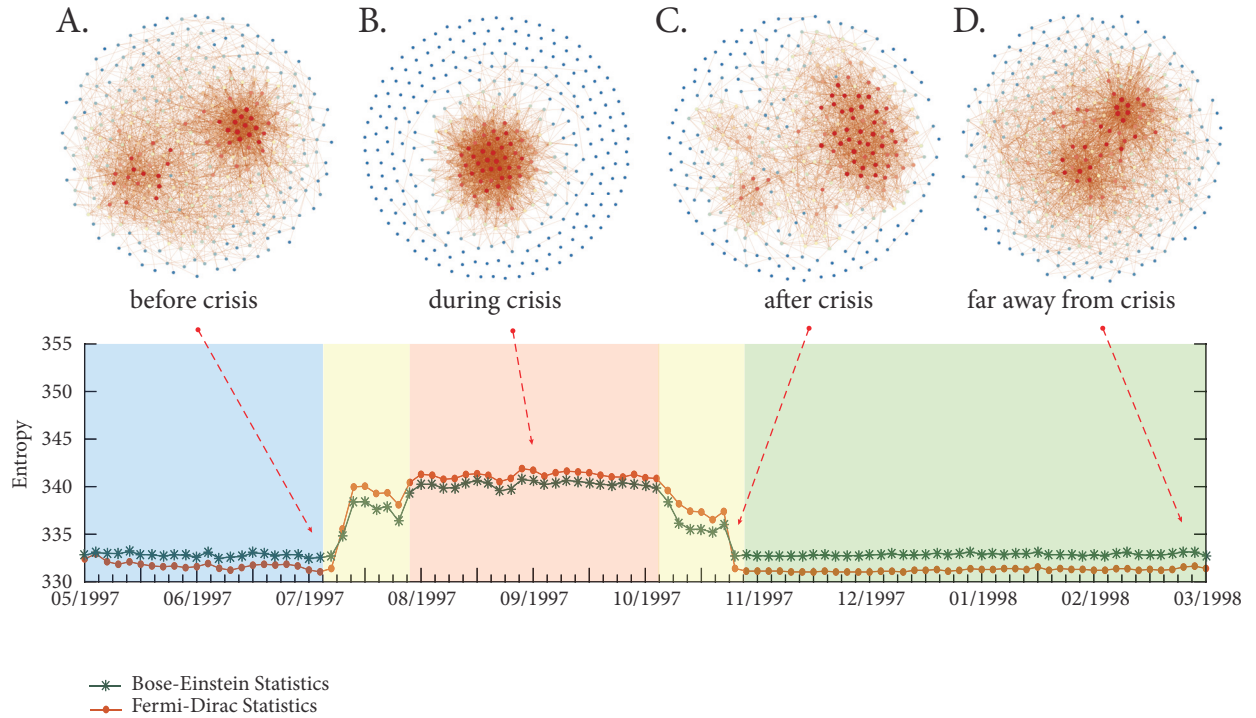 A. B. C. D.
before crisis during crisis after crisis far away from crisis
355
350
345
340
335
330
Entropy
05/1997 06/1997 07/1997 08/1997 09/1997 10/1997 11/1997 12/1997 01/1998 02/1998 03/1998
Bose-Einstein Statistics
Fermi-Dirac Statistics